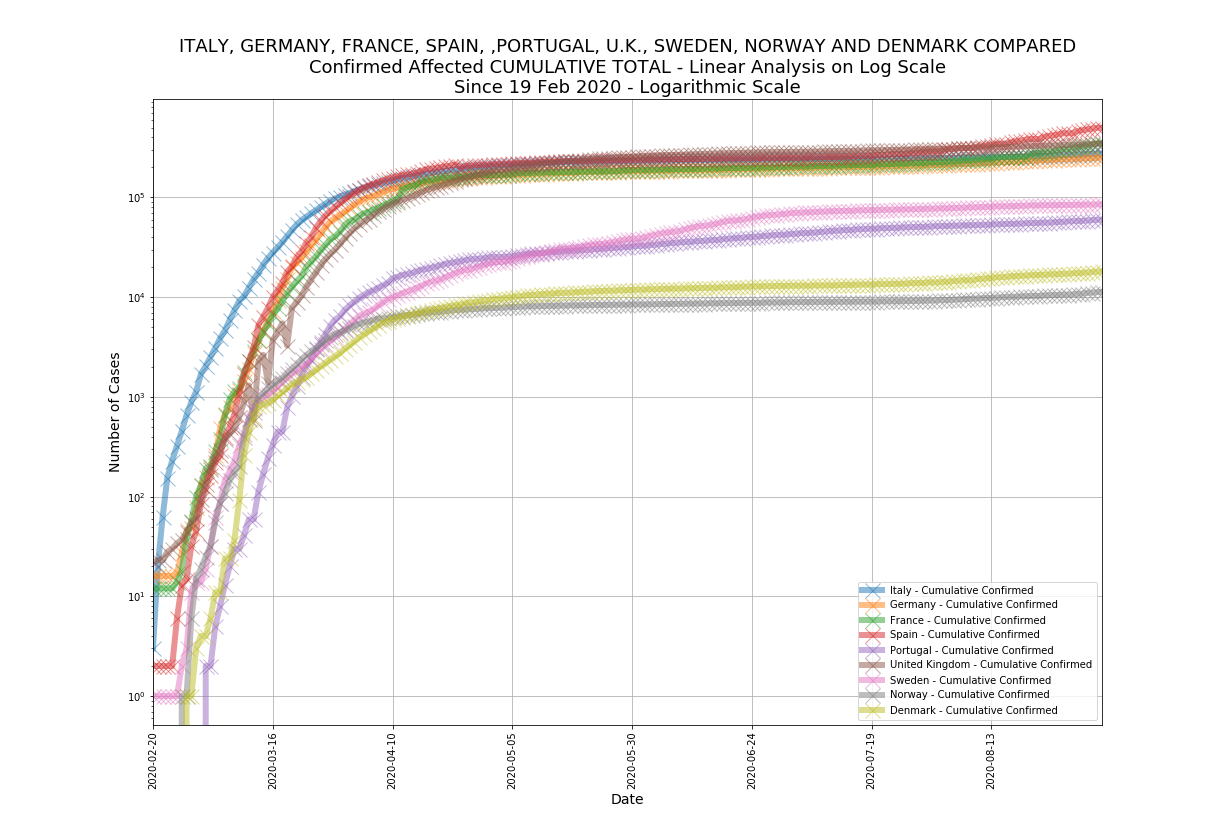 ITALY, GERMANY, FRANCE, SPAIN, ,PORTUGAL, U.K., SWEDEN, NORWAY AND DENMARK COMPARED
Confirmed Affected CUMULATIVE TOTAL - Linear Analysis on Log Scale
Since 19 Feb 2020 - Logarithmic Scale
Number of Cases
10⁵
10⁴
10³
10²
10¹
10⁰
Italy - Cumulative Confirmed
Germany - Cumulative Confirmed
France - Cumulative Confirmed
Spain - Cumulative Confirmed
Portugal - Cumulative Confirmed
United Kingdom - Cumulative Confirmed
Sweden - Cumulative Confirmed
Norway - Cumulative Confirmed
Denmark - Cumulative Confirmed
2020-02-20
2020-03-16
2020-04-10
2020-05-05
2020-05-30
2020-06-24
2020-07-19
2020-08-13
Date